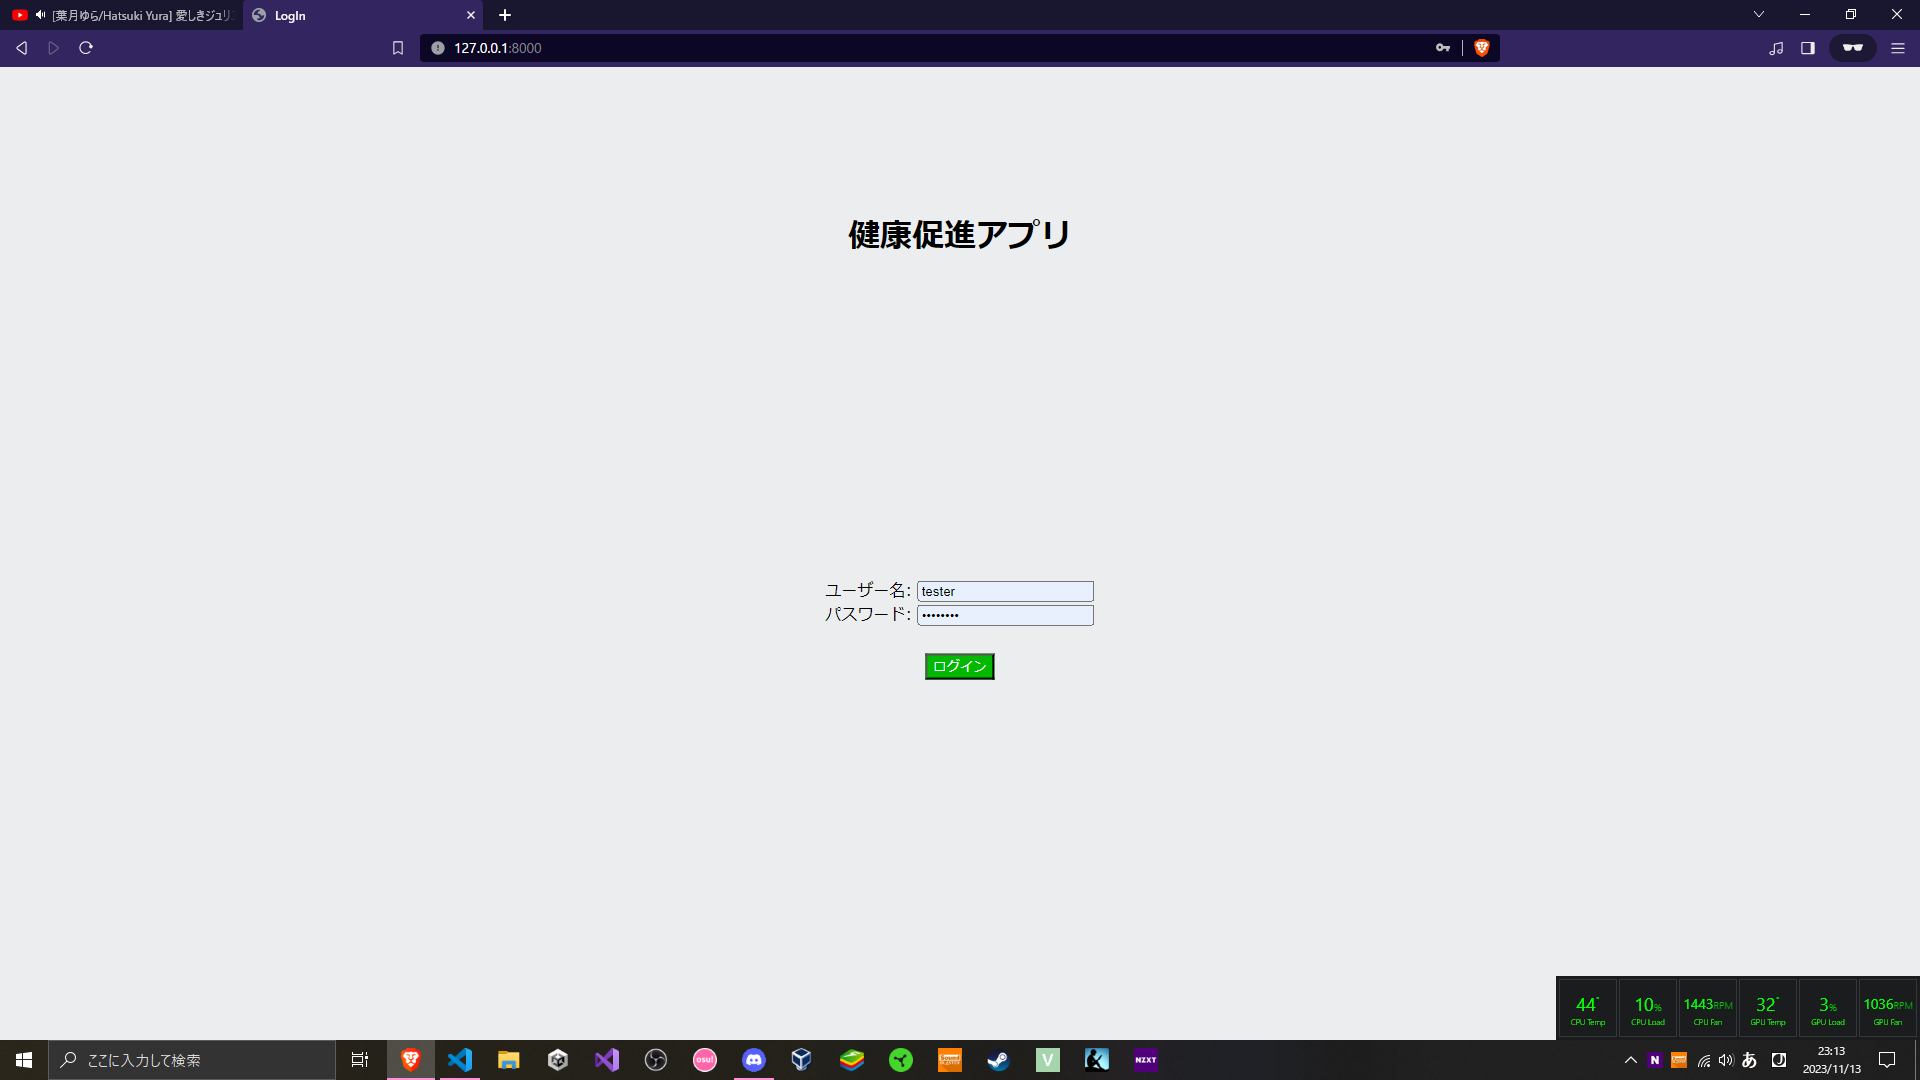 [葉月ゆら/Hatsuki Yura] 愛しきジュリ
LogIn
127.0.0.1:8000
健康促進アプリ
ユーザー名: tester
パスワード: ••••••••
ログイン
44° 10% 1443RPM 32° 3% 1036RPM
CPU Temp CPU Load CPU Fan GPU Temp GPU Load GPU Fan
ここに入力して検索
osu!
V
NZXT
N
あ
23:13
2023/11/13